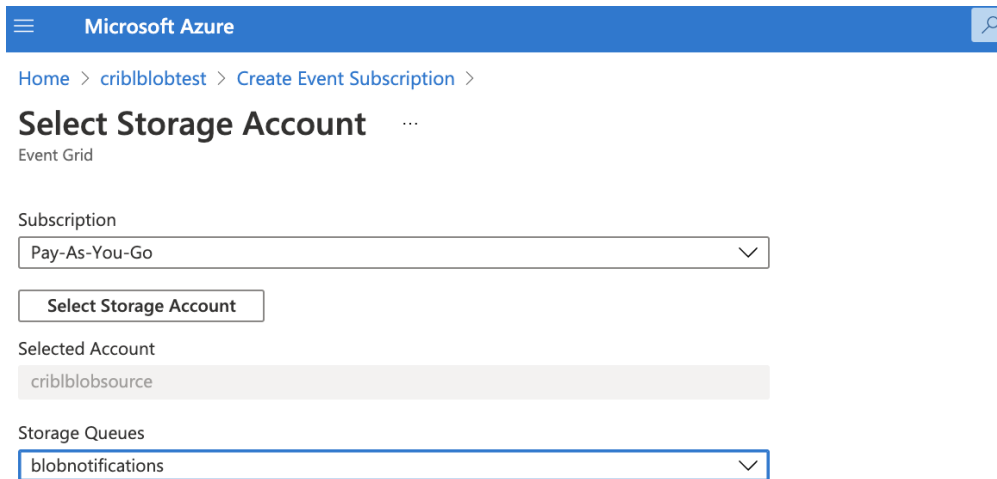 Microsoft Azure
Home > criblblobtest > Create Event Subscription >
Select Storage Account ...
Event Grid
Subscription
Pay-As-You-Go
Select Storage Account
Selected Account
criblblobsource
Storage Queues
blobnotifications